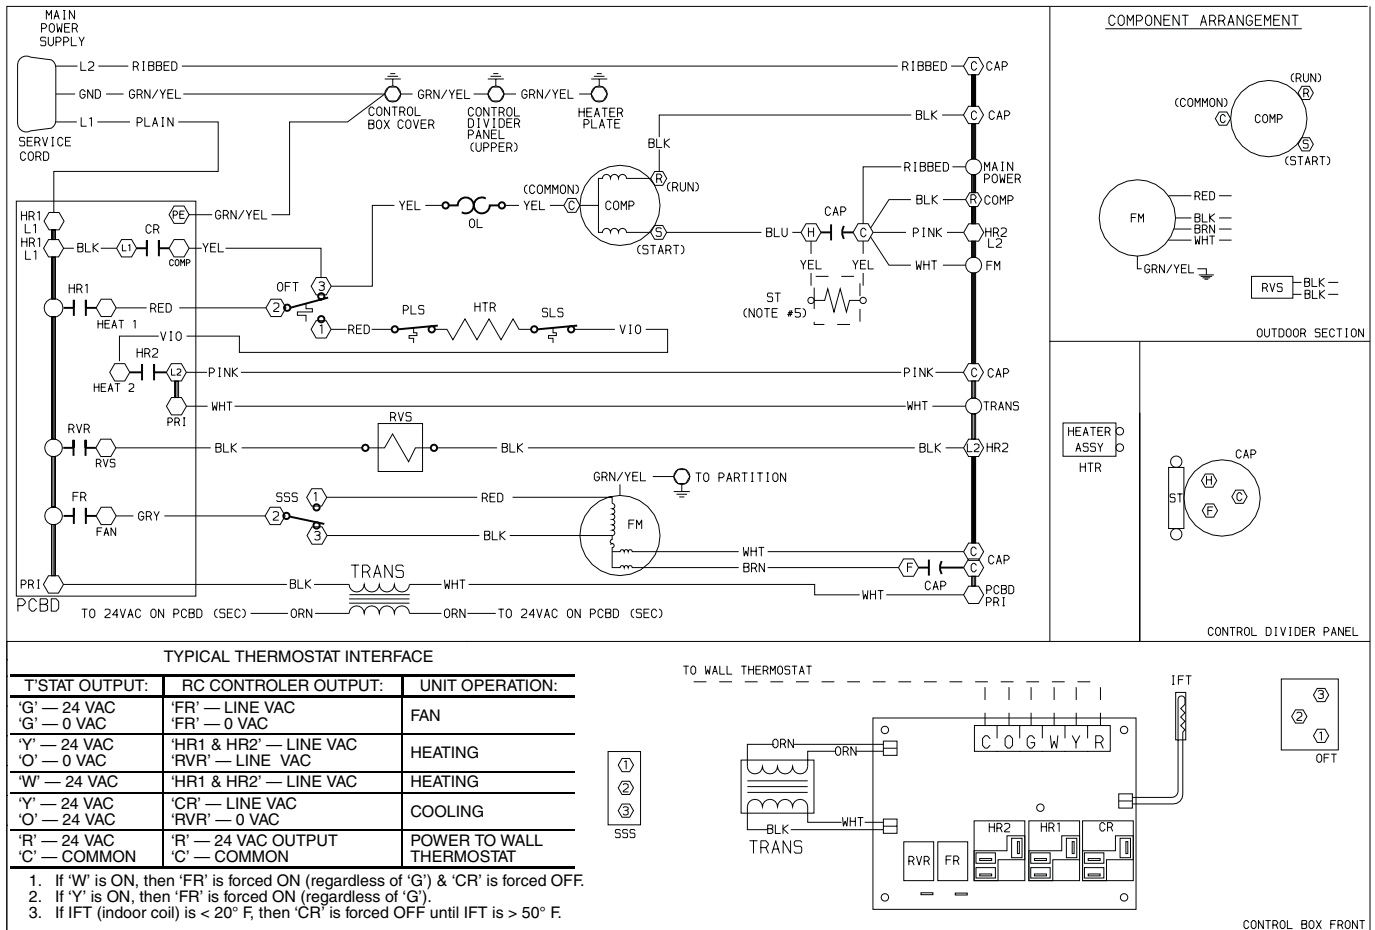 MAIN
POWER
SUPPLY
L2 RIBBED RIBBED C CAP
GND GRN/YEL GRN/YEL GRN/YEL
L1 PLAIN
SERVICE
CORD
CONTROL
BOX COVER
CONTROL
DIVIDER
PANEL
(UPPER)
HEATER
PLATE
BLK C CAP
BLK
RIBBED MAIN
POWER
(COMMON)
R (RUN)
YEL YEL C COMP
OL
S
(START)
BLK R COMP
CAP
BLU H C PINK HR2
L2
YEL YEL WHT FM
ST
(NOTE #5)
HR1
L1
PE GRN/YEL
HR1
L1
BLK L1 CR COMP YEL
OFT 3
HR1 RED 2
HEAT 1
1 RED PLS HTR SLS VIO
VIO
HR2
HEAT 2
L2 PINK PINK C CAP
PRI WHT WHT TRANS
RVR RVS
RVS BLK BLK BLK L2 HR2
GRN/YEL TO PARTITION
FR SSS 1 RED
FAN GRY 2 FM
3 BLK
WHT C
CAP
BRN F CAP C
PRI BLK TRANS WHT WHT PCBD
PRI
PCBD
TO 24VAC ON PCBD (SEC) ORN ORN TO 24VAC ON PCBD (SEC)
COMPONENT ARRANGEMENT
(RUN)
R
(COMMON)
C COMP
S
(START)
FM
RED
BLK
BRN
WHT
GRN/YEL
RVS BLK
BLK
OUTDOOR SECTION
HEATER
ASSY
HTR
CAP
H
C
F
ST
CONTROL DIVIDER PANEL
TYPICAL THERMOSTAT INTERFACE
T'STAT OUTPUT: RC CONTROLER OUTPUT: UNIT OPERATION:
'G' — 24 VAC 'FR' — LINE VAC FAN
'G' — 0 VAC 'FR' — 0 VAC
'Y' — 24 VAC 'HR1 & HR2' — LINE VAC HEATING
'O' — 0 VAC 'RVR' — LINE VAC
'W' — 24 VAC 'HR1 & HR2' — LINE VAC HEATING
'Y' — 24 VAC 'CR' — LINE VAC COOLING
'O' — 24 VAC 'RVR' — 0 VAC
'R' — 24 VAC 'R' — 24 VAC OUTPUT POWER TO WALL
'C' — COMMON 'C' — COMMON THERMOSTAT
1. If 'W' is ON, then 'FR' is forced ON (regardless of 'G') & 'CR' is forced OFF.
2. If 'Y' is ON, then 'FR' is forced ON (regardless of 'G').
3. If IFT (indoor coil) is < 20° F, then 'CR' is forced OFF until IFT is > 50° F.
TO WALL THERMOSTAT
IFT
C O G W Y R
3
2
1
OFT
1
2
3
SSS
ORN
ORN
WHT
BLK
TRANS
RVR FR HR2 HR1 CR
CONTROL BOX FRONT